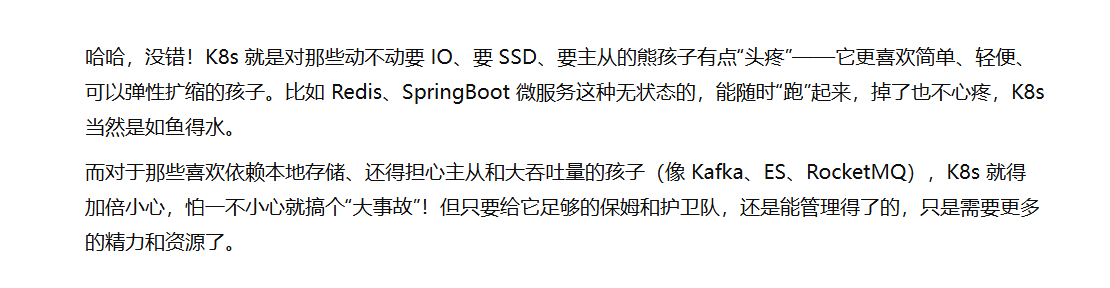 哈哈，没错！K8s 就是对那些动不动要 IO、要 SSD、要主从的熊孩子有点“头疼”——它更喜欢简单、轻便、
可以弹性扩缩的孩子。比如 Redis、SpringBoot 微服务这种无状态的，能随时“跑”起来，掉了也不心疼，K8s
当然是如鱼得水。
而对于那些喜欢依赖本地存储、还得担心主从和大吞吐量的孩子（像 Kafka、ES、RocketMQ），K8s 就得
加倍小心，怕一不小心就搞个“大事故”！但只要给它足够的保姆和护卫队，还是能管理得了的，只是需要更多
的精力和资源了。